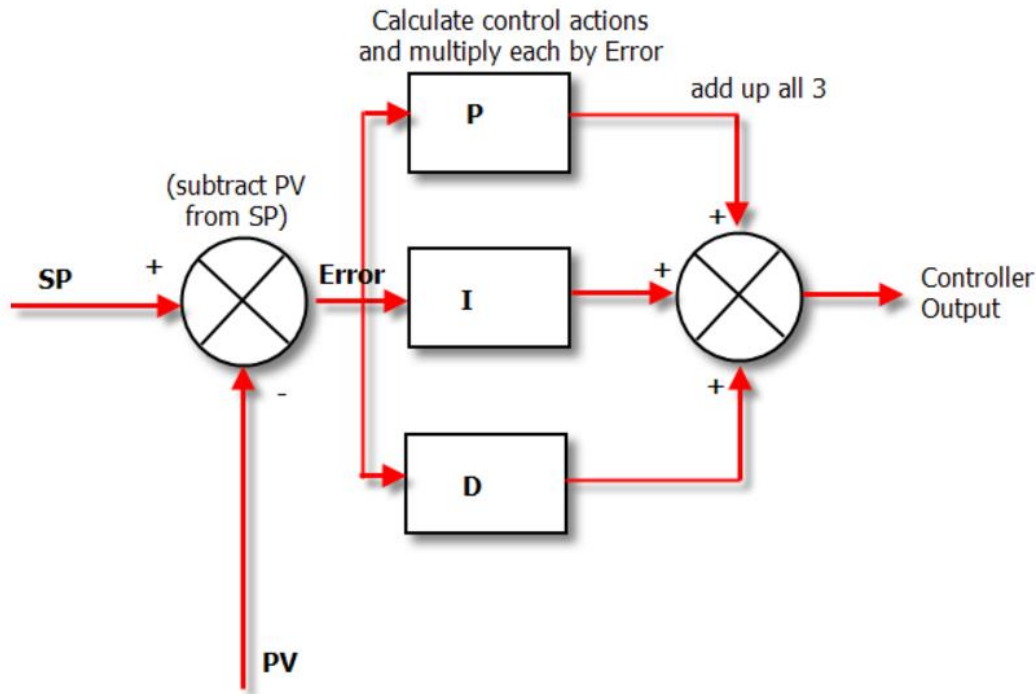 Calculate control actions
and multiply each by Error
P
add up all 3
(subtract PV
from SP)
+
SP
+
Error
I
+
Controller
Output
-
+
D
PV